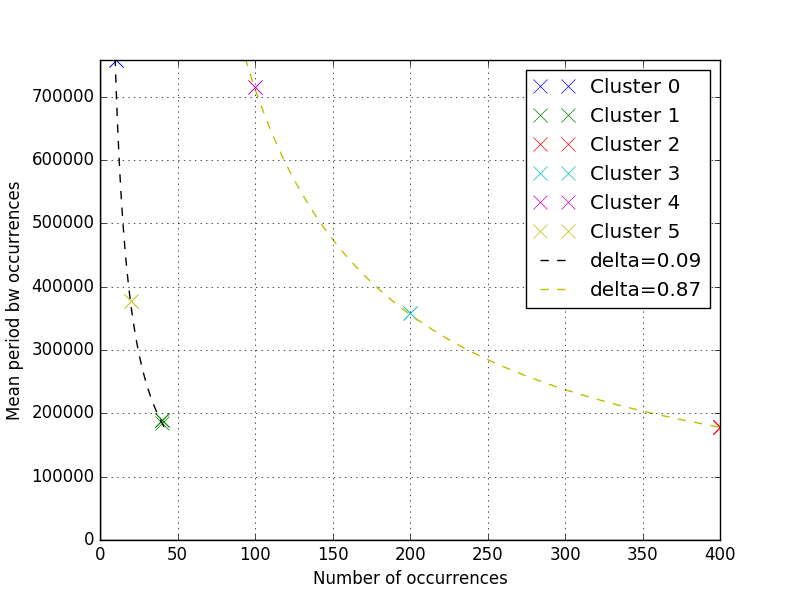 700000
600000
500000
400000
300000
200000
100000
0
Mean period bw occurrences
0 50 100 150 200 250 300 350 400
Number of occurrences
Cluster 0
Cluster 1
Cluster 2
Cluster 3
Cluster 4
Cluster 5
delta=0.09
delta=0.87